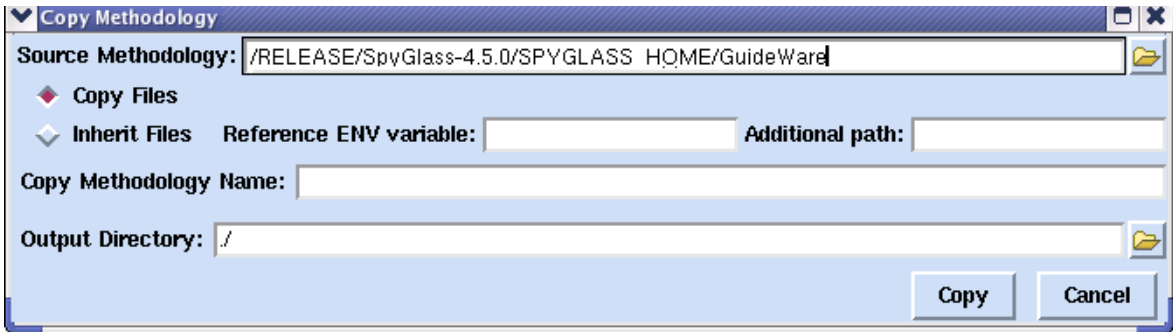 Copy Methodology
Source Methodology: /RELEASE/SpyGlass-4.5.0/SPYGLASS_HOME/GuideWare
Copy Files
Inherit Files Reference ENV variable: Additional path:
Copy Methodology Name:
Output Directory: ./
Copy Cancel